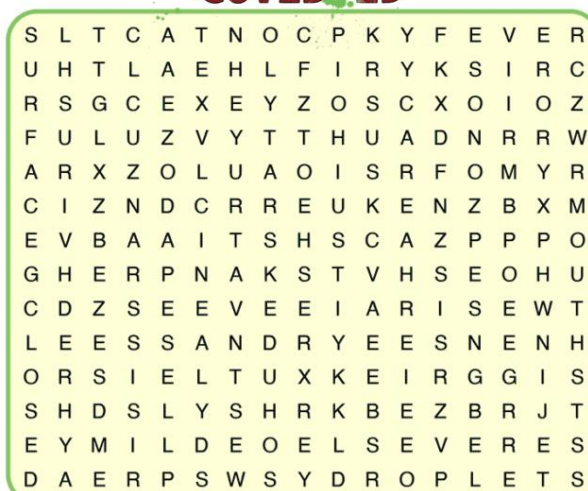 S L T C A T N O C P K Y F E V E R
U H T L A E H L F I R Y K S I R C
R S G C E X E Y Z O S C X O I O Z
F U L U Z V Y T T H U A D N R R W
A R X Z O L U A O I S R F O M Y R
C I Z N D C R R E U K E N Z B X M
E V B A A I T S H S C A Z P P P O
G H E R P N A K S T V H S E O H U
C D Z S E E V E E I A R I S E W T
L E E S S A N D R Y E E S N E N H
O R S I E L T U X K E I R G G I S
S H D S L Y S H R K B E Z B R J T
E Y M I L D E O E L S E V E R E S
D A E R P S W S Y D R O P L E T S